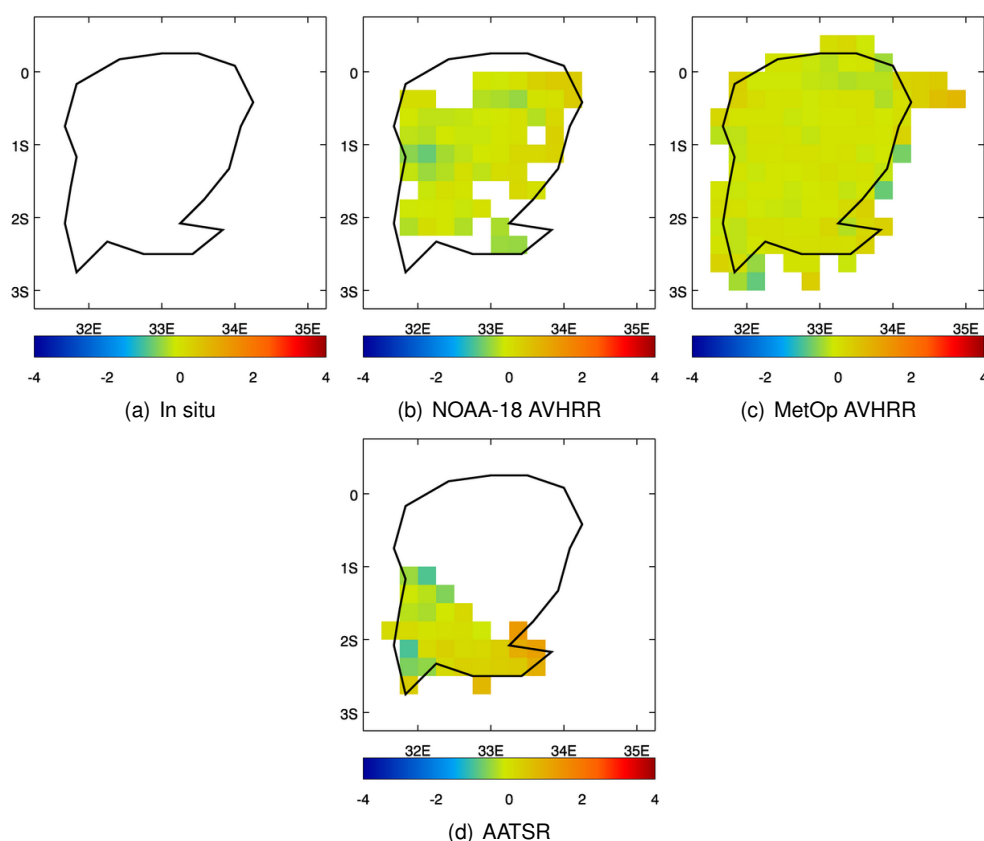 0
1S
2S
3S
32E 33E 34E 35E
-4 -2 0 2 4
(a) In situ
0
1S
2S
3S
32E 33E 34E 35E
-4 -2 0 2 4
(b) NOAA-18 AVHRR
0
1S
2S
3S
32E 33E 34E 35E
-4 -2 0 2 4
(c) MetOp AVHRR
0
1S
2S
3S
32E 33E 34E 35E
-4 -2 0 2 4
(d) AATSR